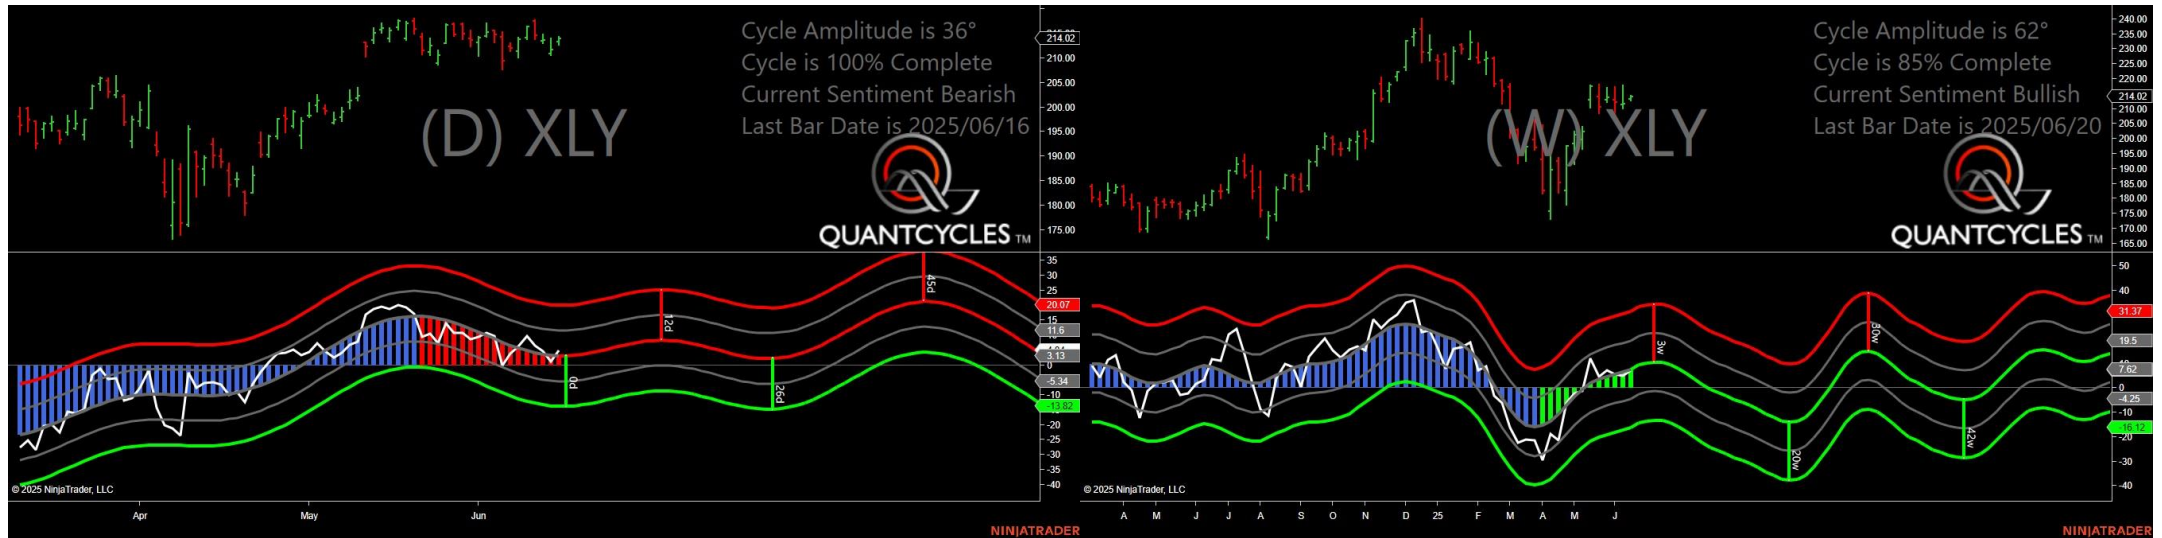 Cycle Amplitude is 36°
Cycle is 100% Complete
Current Sentiment Bearish
Last Bar Date is 2025/06/16
(D) XLY
QUANTCYCLES TM
214.02
210.00
205.00
200.00
195.00
190.00
185.00
180.00
175.00
35
30
25
20.07
15
11.6
3.13
0
-5.34
-10
-13.82
-20
-25
-30
-35
-40
0d
12d
26d
45d
© 2025 NinjaTrader, LLC
Apr May Jun
NINJATRADER
Cycle Amplitude is 62°
Cycle is 85% Complete
Current Sentiment Bullish
Last Bar Date is 2025/06/20
(W) XLY
QUANTCYCLES TM
240.00
235.00
230.00
225.00
220.00
214.02
210.00
205.00
200.00
195.00
190.00
185.00
180.00
175.00
170.00
165.00
50
40
31.37
19.5
7.62
0
-4.25
-10
-16.12
-20
-30
-40
3w
20w
80w
42w
© 2025 NinjaTrader, LLC
A M J J A S O N D 25 F M A M J
NINJATRADER